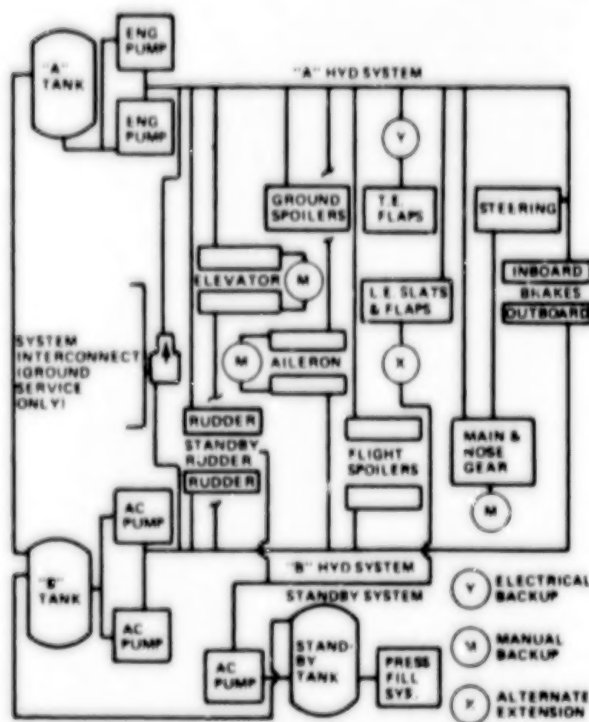 ENG
PUMP
"A"
TANK
ENG
PUMP
"A" HYD SYSTEM
Y
GROUND
SPOILERS
T.E.
FLAPS
STEERING
ELEVATOR
M
L.E. SLATS
& FLAPS
INBOARD
BRAKES
OUTBOARD
SYSTEM
INTERCONNECT
(GROUND
SERVICE
ONLY)
M
AILERON
X
RUDDER
STANDBY
RUDDER
RUDDER
FLIGHT
SPOILERS
MAIN &
NOSE
GEAR
M
AC
PUMP
"B"
TANK
AC
PUMP
"B" HYD SYSTEM
STANDBY SYSTEM
AC
PUMP
STAND-
BY
TANK
PRESS
FILL
SYS.
Y ELECTRICAL
BACKUP
M MANUAL
BACKUP
X ALTERNATE
EXTENSION